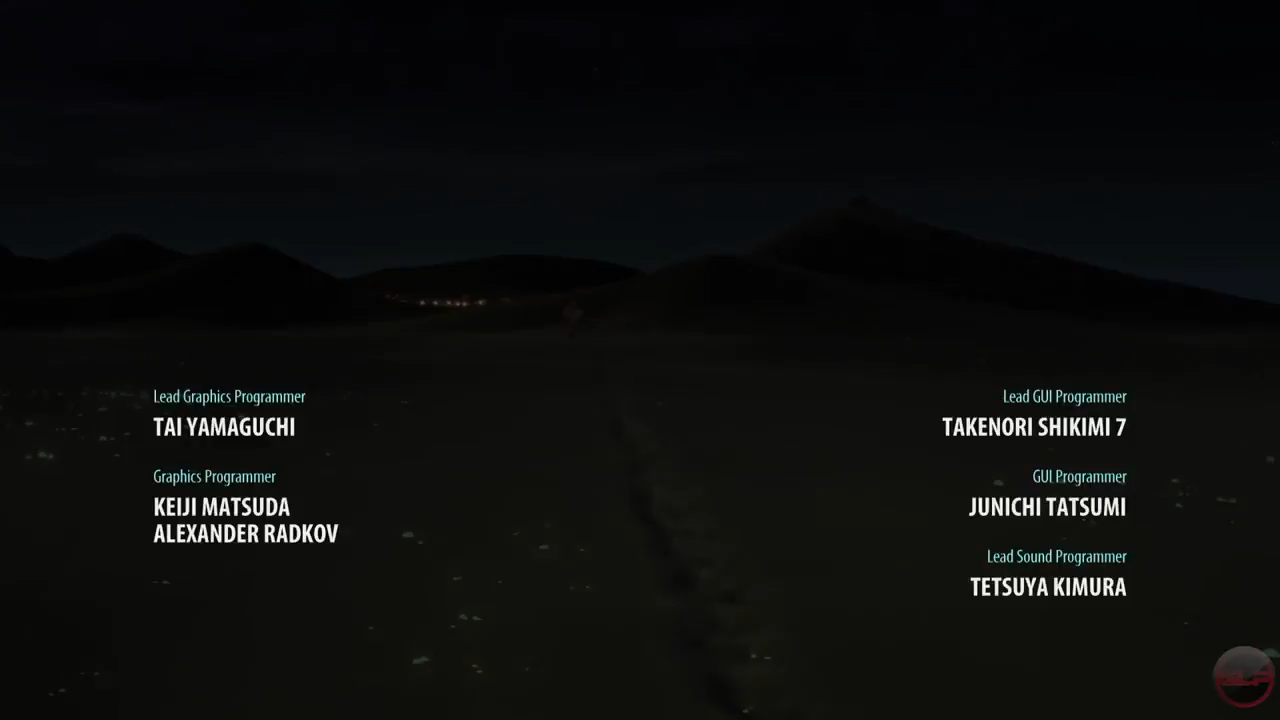 Lead Graphics Programmer
TAI YAMAGUCHI
Graphics Programmer
KEIJI MATSUDA
ALEXANDER RADKOV
Lead GUI Programmer
TAKENORI SHIKIMI 7
GUI Programmer
JUNICHI TATSUMI
Lead Sound Programmer
TETSUYA KIMURA